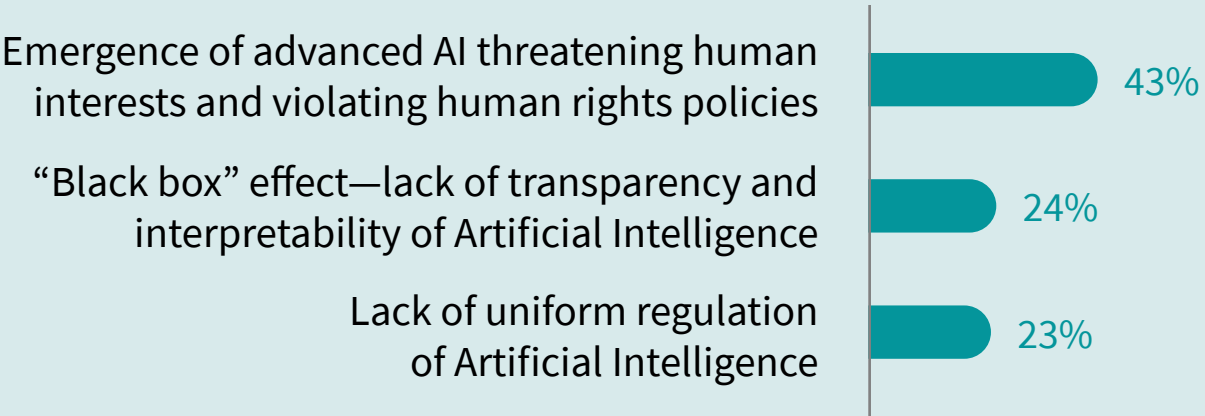 Emergence of advanced AI threatening human
interests and violating human rights policies
43%
“Black box” effect—lack of transparency and
interpretability of Artificial Intelligence
24%
Lack of uniform regulation
of Artificial Intelligence
23%